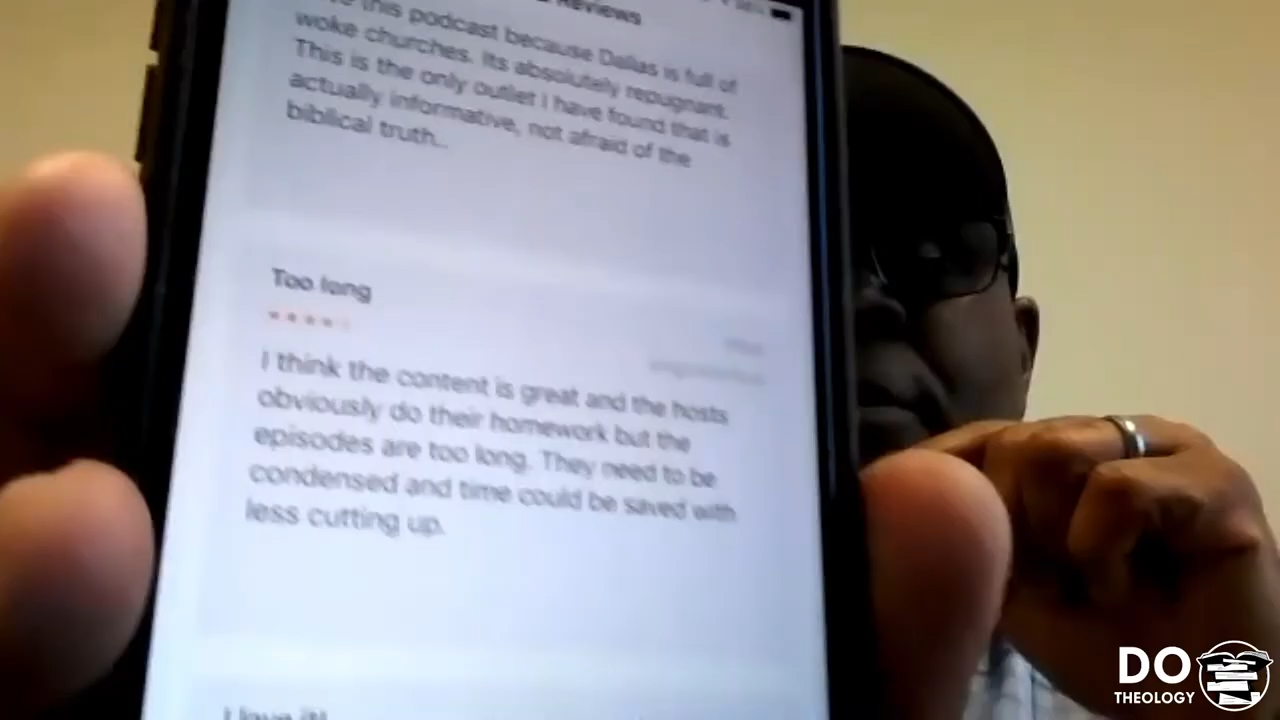 Reviews
this podcast because Dallas is full of
woke churches. Its absolutely repugnant.
This is the only outlet I have found that is
actually informative, not afraid of the
biblical truth..
Too long
I think the content is great and the hosts
obviously do their homework but the
episodes are too long. They need to be
condensed and time could be saved with
less cutting up.
I love it!
DO
THEOLOGY